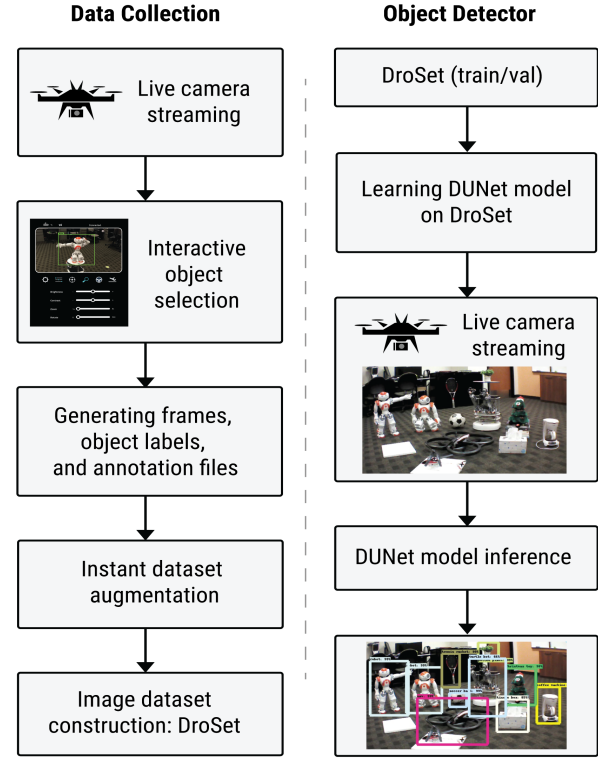 Data Collection
Live camera
streaming
Interactive
object
selection
Generating frames,
object labels,
and annotation files
Instant dataset
augmentation
Image dataset
construction: DroSet
Object Detector
DroSet (train/val)
Learning DUNet model
on DroSet
Live camera
streaming
DUNet model inference